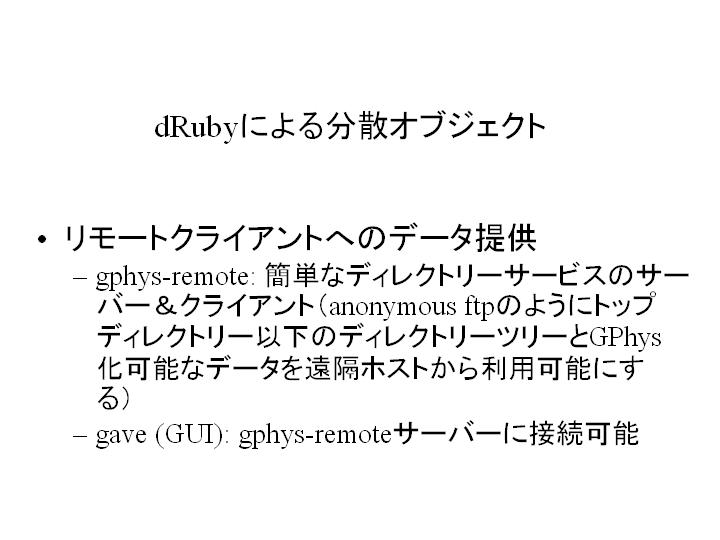 dRubyによる分散オブジェクト
• リモートクライアントへのデータ提供
– gphys-remote: 簡単なディレクトリーサービスのサー
バー＆クライアント（anonymous ftpのようにトップ
ディレクトリー以下のディレクトリーツリーとGPhys
化可能なデータを遠隔ホストから利用可能にす
る）
– gave (GUI): gphys-remoteサーバーに接続可能